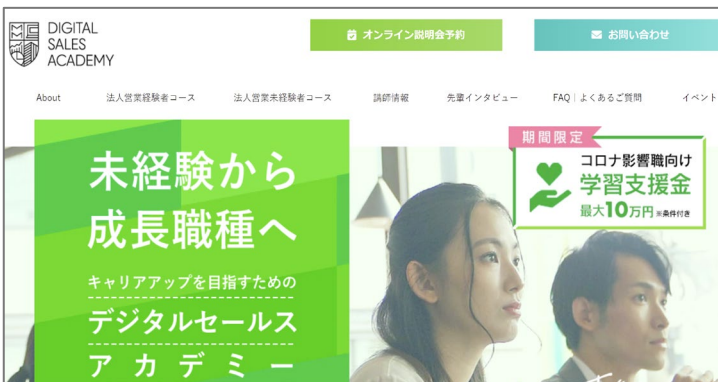 DIGITAL
SALES
ACADEMY
オンライン説明会予約
お問い合わせ
About
法人営業経験者コース
法人営業未経験者コース
講師情報
先輩インタビュー
FAQ｜よくあるご質問
イベント
未経験から
成長職種へ
キャリアアップを目指すための
デジタルセールス
アカデミー
期間限定
コロナ影響職向け
学習支援金
最大10万円 ※条件付き